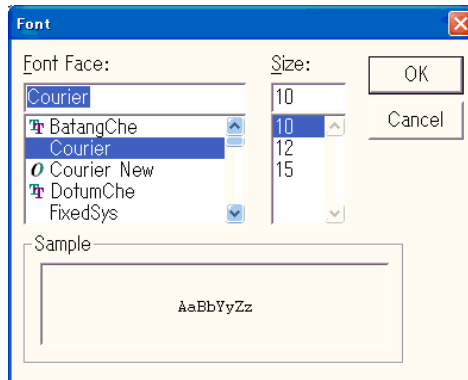 Font
Font Face:
Courier
BatangChe
Courier
Courier New
DotumChe
FixedSys
Size:
10
10
12
15
OK
Cancel
Sample
AaBbYyZz